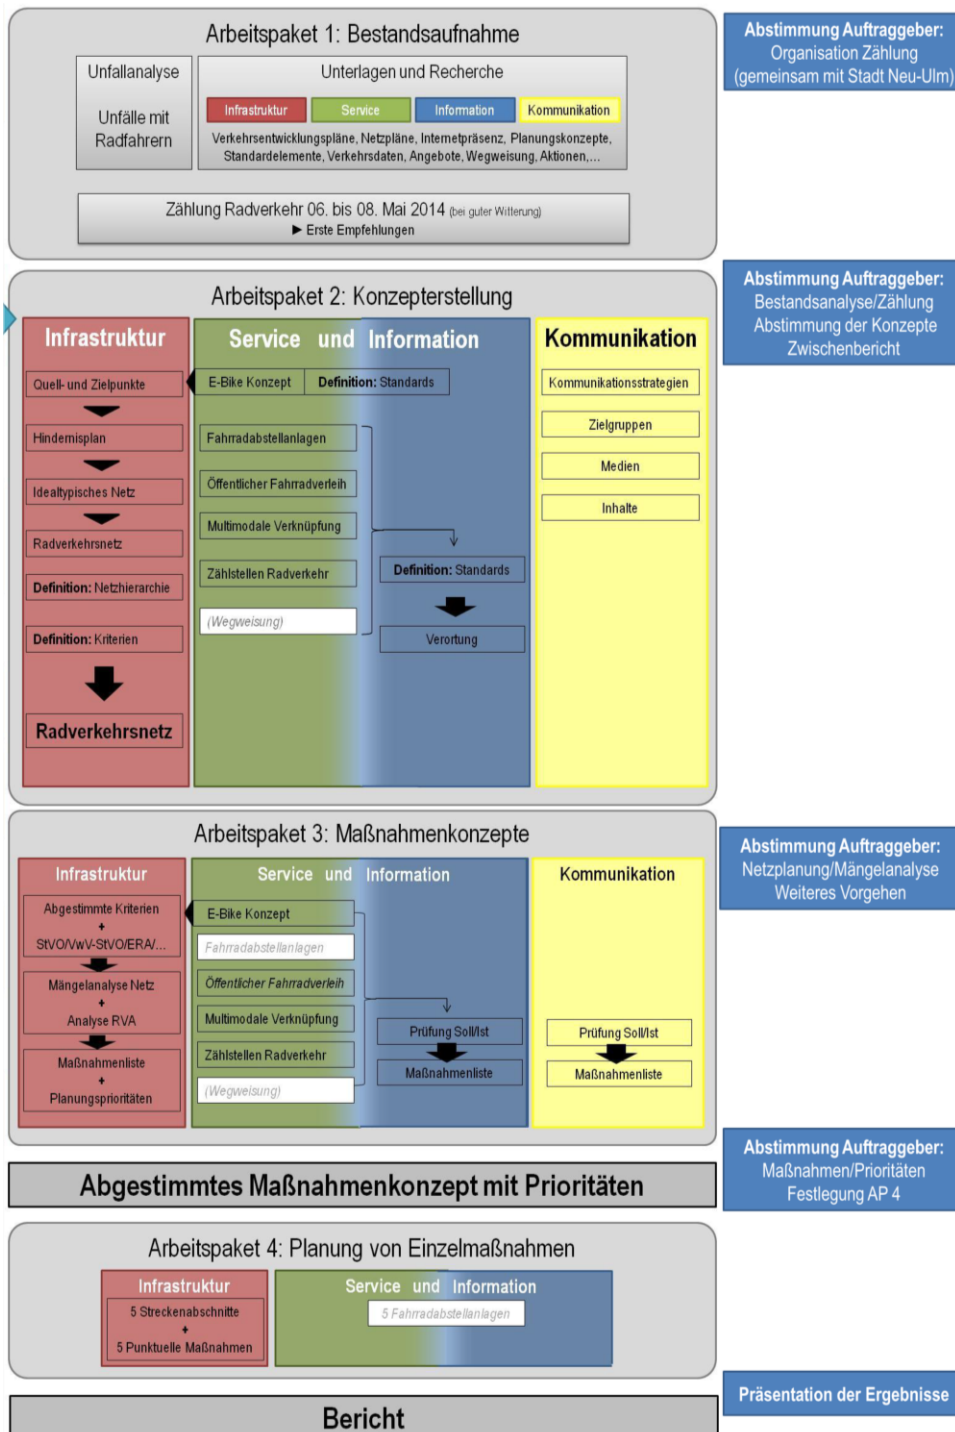 Arbeitspaket 1: Bestandsaufnahme
Unfallanalyse
Unfälle mit
Radfahrern
Unterlagen und Recherche
Infrastruktur
Service
Information
Kommunikation
Verkehrsentwicklungspläne, Netzpläne, Internetpräsenz, Planungskonzepte,
Standardelemente, Verkehrsdaten, Angebote, Wegweisung, Aktionen,...
Zählung Radverkehr 06. bis 08. Mai 2014 (bei guter Witterung)
► Erste Empfehlungen
Abstimmung Auftraggeber:
Organisation Zählung
(gemeinsam mit Stadt Neu-Ulm)
Arbeitspaket 2: Konzepterstellung
Infrastruktur
Quell- und Zielpunkte
Hindernisplan
Idealtypisches Netz
Radverkehrsnetz
Definition: Netzhierarchie
Definition: Kriterien
Radverkehrsnetz
Service und Information
E-Bike Konzept
Definition: Standards
Fahrradabstellanlagen
Öffentlicher Fahrradverleih
Multimodale Verknüpfung
Zählstellen Radverkehr
(Wegweisung)
Definition: Standards
Verortung
Kommunikation
Kommunikationsstrategien
Zielgruppen
Medien
Inhalte
Abstimmung Auftraggeber:
Bestandsanalyse/Zählung
Abstimmung der Konzepte
Zwischenbericht
Arbeitspaket 3: Maßnahmenkonzepte
Infrastruktur
Abgestimmte Kriterien
+
StVO/VwV-StVO/ERA/...
Mängelanalyse Netz
+
Analyse RVA
Maßnahmenliste
+
Planungsprioritäten
Service und Information
E-Bike Konzept
Fahrradabstellanlagen
Öffentlicher Fahrradverleih
Multimodale Verknüpfung
Zählstellen Radverkehr
(Wegweisung)
Prüfung Soll/Ist
Maßnahmenliste
Kommunikation
Prüfung Soll/Ist
Maßnahmenliste
Abstimmung Auftraggeber:
Netzplanung/Mängelanalyse
Weiteres Vorgehen
Abstimmung Auftraggeber:
Maßnahmen/Prioritäten
Festlegung AP 4
Abgestimmtes Maßnahmenkonzept mit Prioritäten
Arbeitspaket 4: Planung von Einzelmaßnahmen
Infrastruktur
5 Streckenabschnitte
+
5 Punktuelle Maßnahmen
Service und Information
5 Fahrradabstellanlagen
Präsentation der Ergebnisse
Bericht